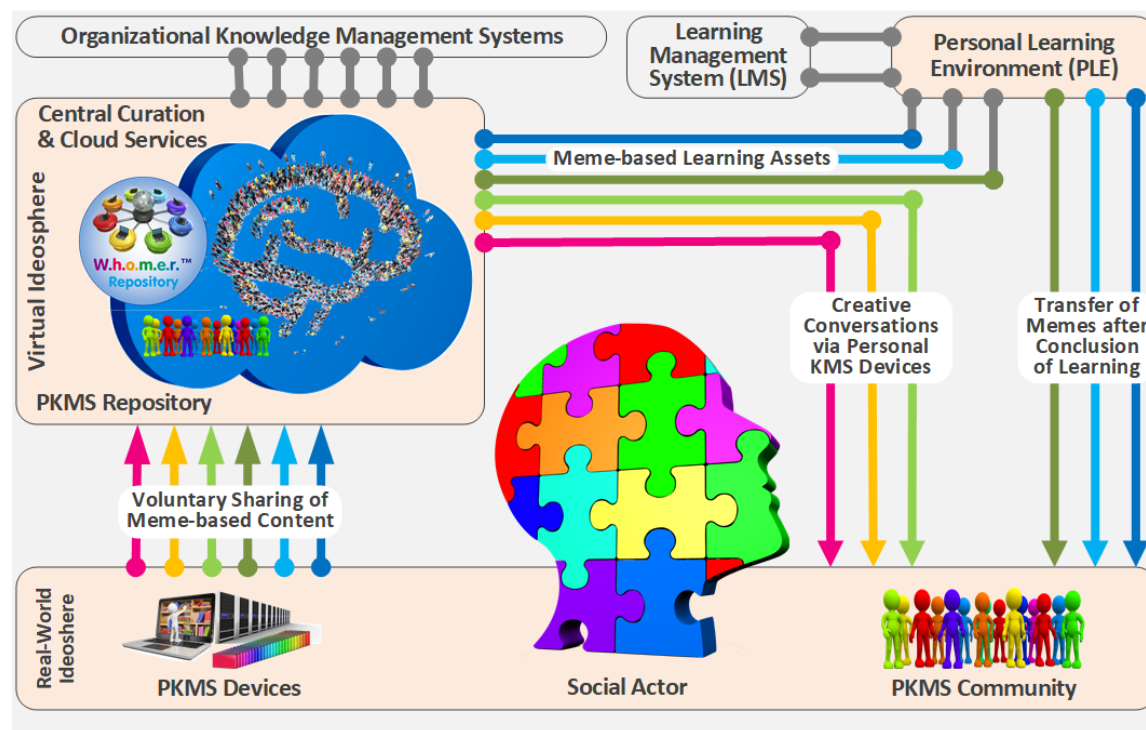 Organizational Knowledge Management Systems
Learning
Management
System (LMS)
Personal Learning
Environment (PLE)
Central Curation
& Cloud Services
Virtual Ideosphere
W.h.o.m.e.r.™
Repository
PKMS Repository
Meme-based Learning Assets
Creative
Conversations
via Personal
KMS Devices
Transfer of
Memes after
Conclusion
of Learning
Voluntary Sharing of
Meme-based Content
Real-World
Ideoshere
PKMS Devices
Social Actor
PKMS Community